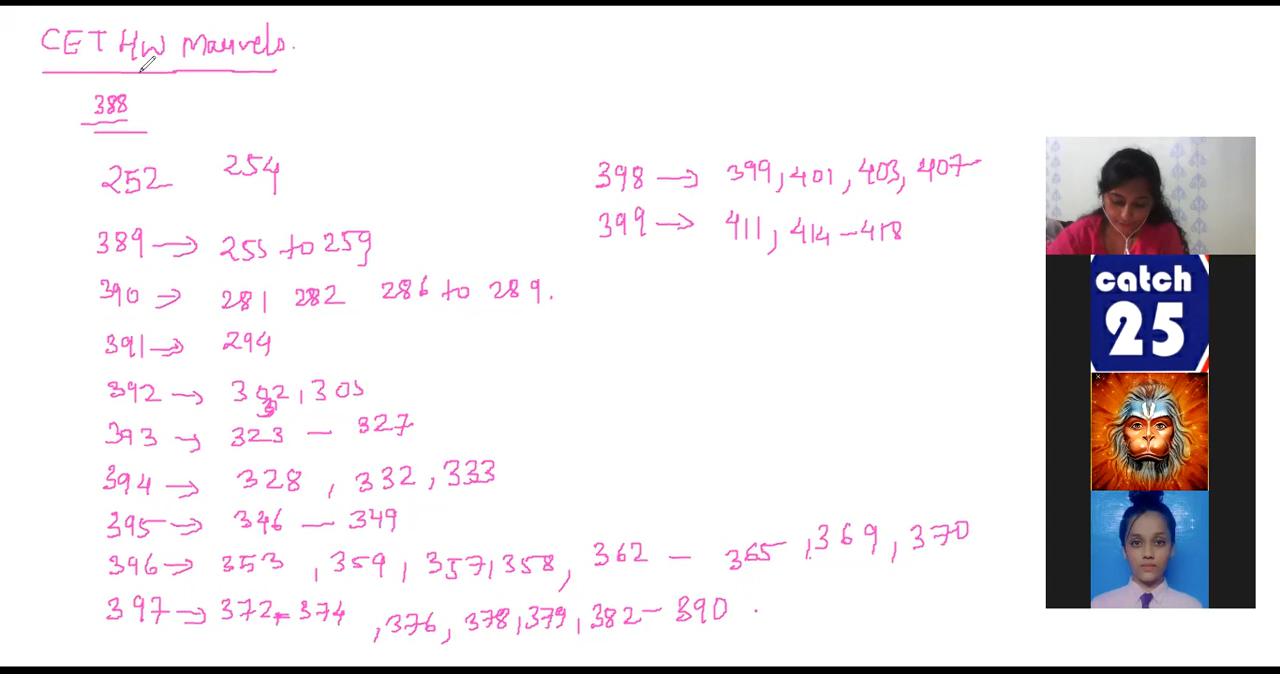 CET HW Marvels.
388
252 254
389 → 255 to 259
390 → 281 282 286 to 289.
391 → 294
392 → 302, 305
393 → 323 - 327
394 → 328, 332, 333
395 → 346 - 349
396 → 353, 359, 357, 358, 362 - 365, 369, 370
397 → 372 - 374, 376, 378, 379, 382 - 390.
398 → 399, 401, 403, 407
399 → 411, 414 - 418
catch
25